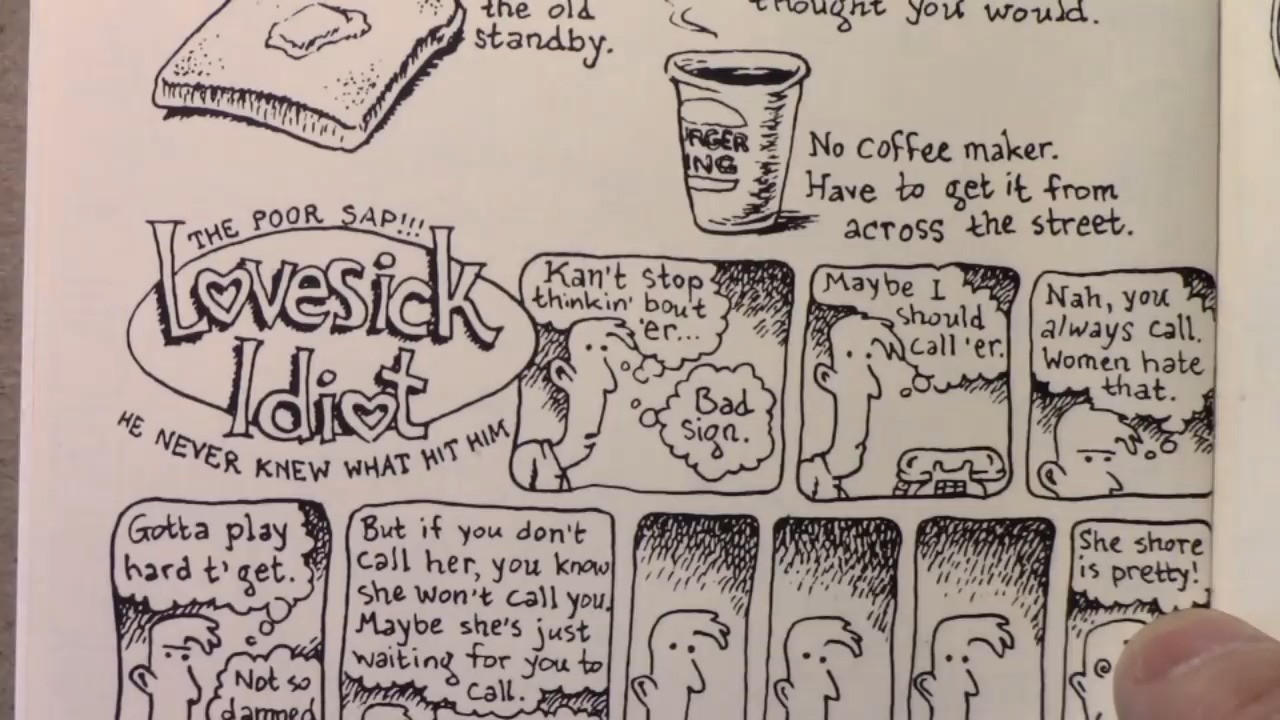 the old
standby.
thought you would.
URGER
ING
No coffee maker.
Have to get it from
across the street.
THE POOR SAP!!!
Lovesick
Idiot
HE NEVER KNEW WHAT HIT HIM
Kan't stop
thinkin' bout
'er...
Bad
sign.
Maybe I
should
call 'er.
Nah, you
always call.
Women hate
that.
Gotta play
hard t' get.
Not so
damned
But if you don't
call her, you know
she won't call you.
Maybe she's just
waiting for you to
call.
She shore
is pretty!